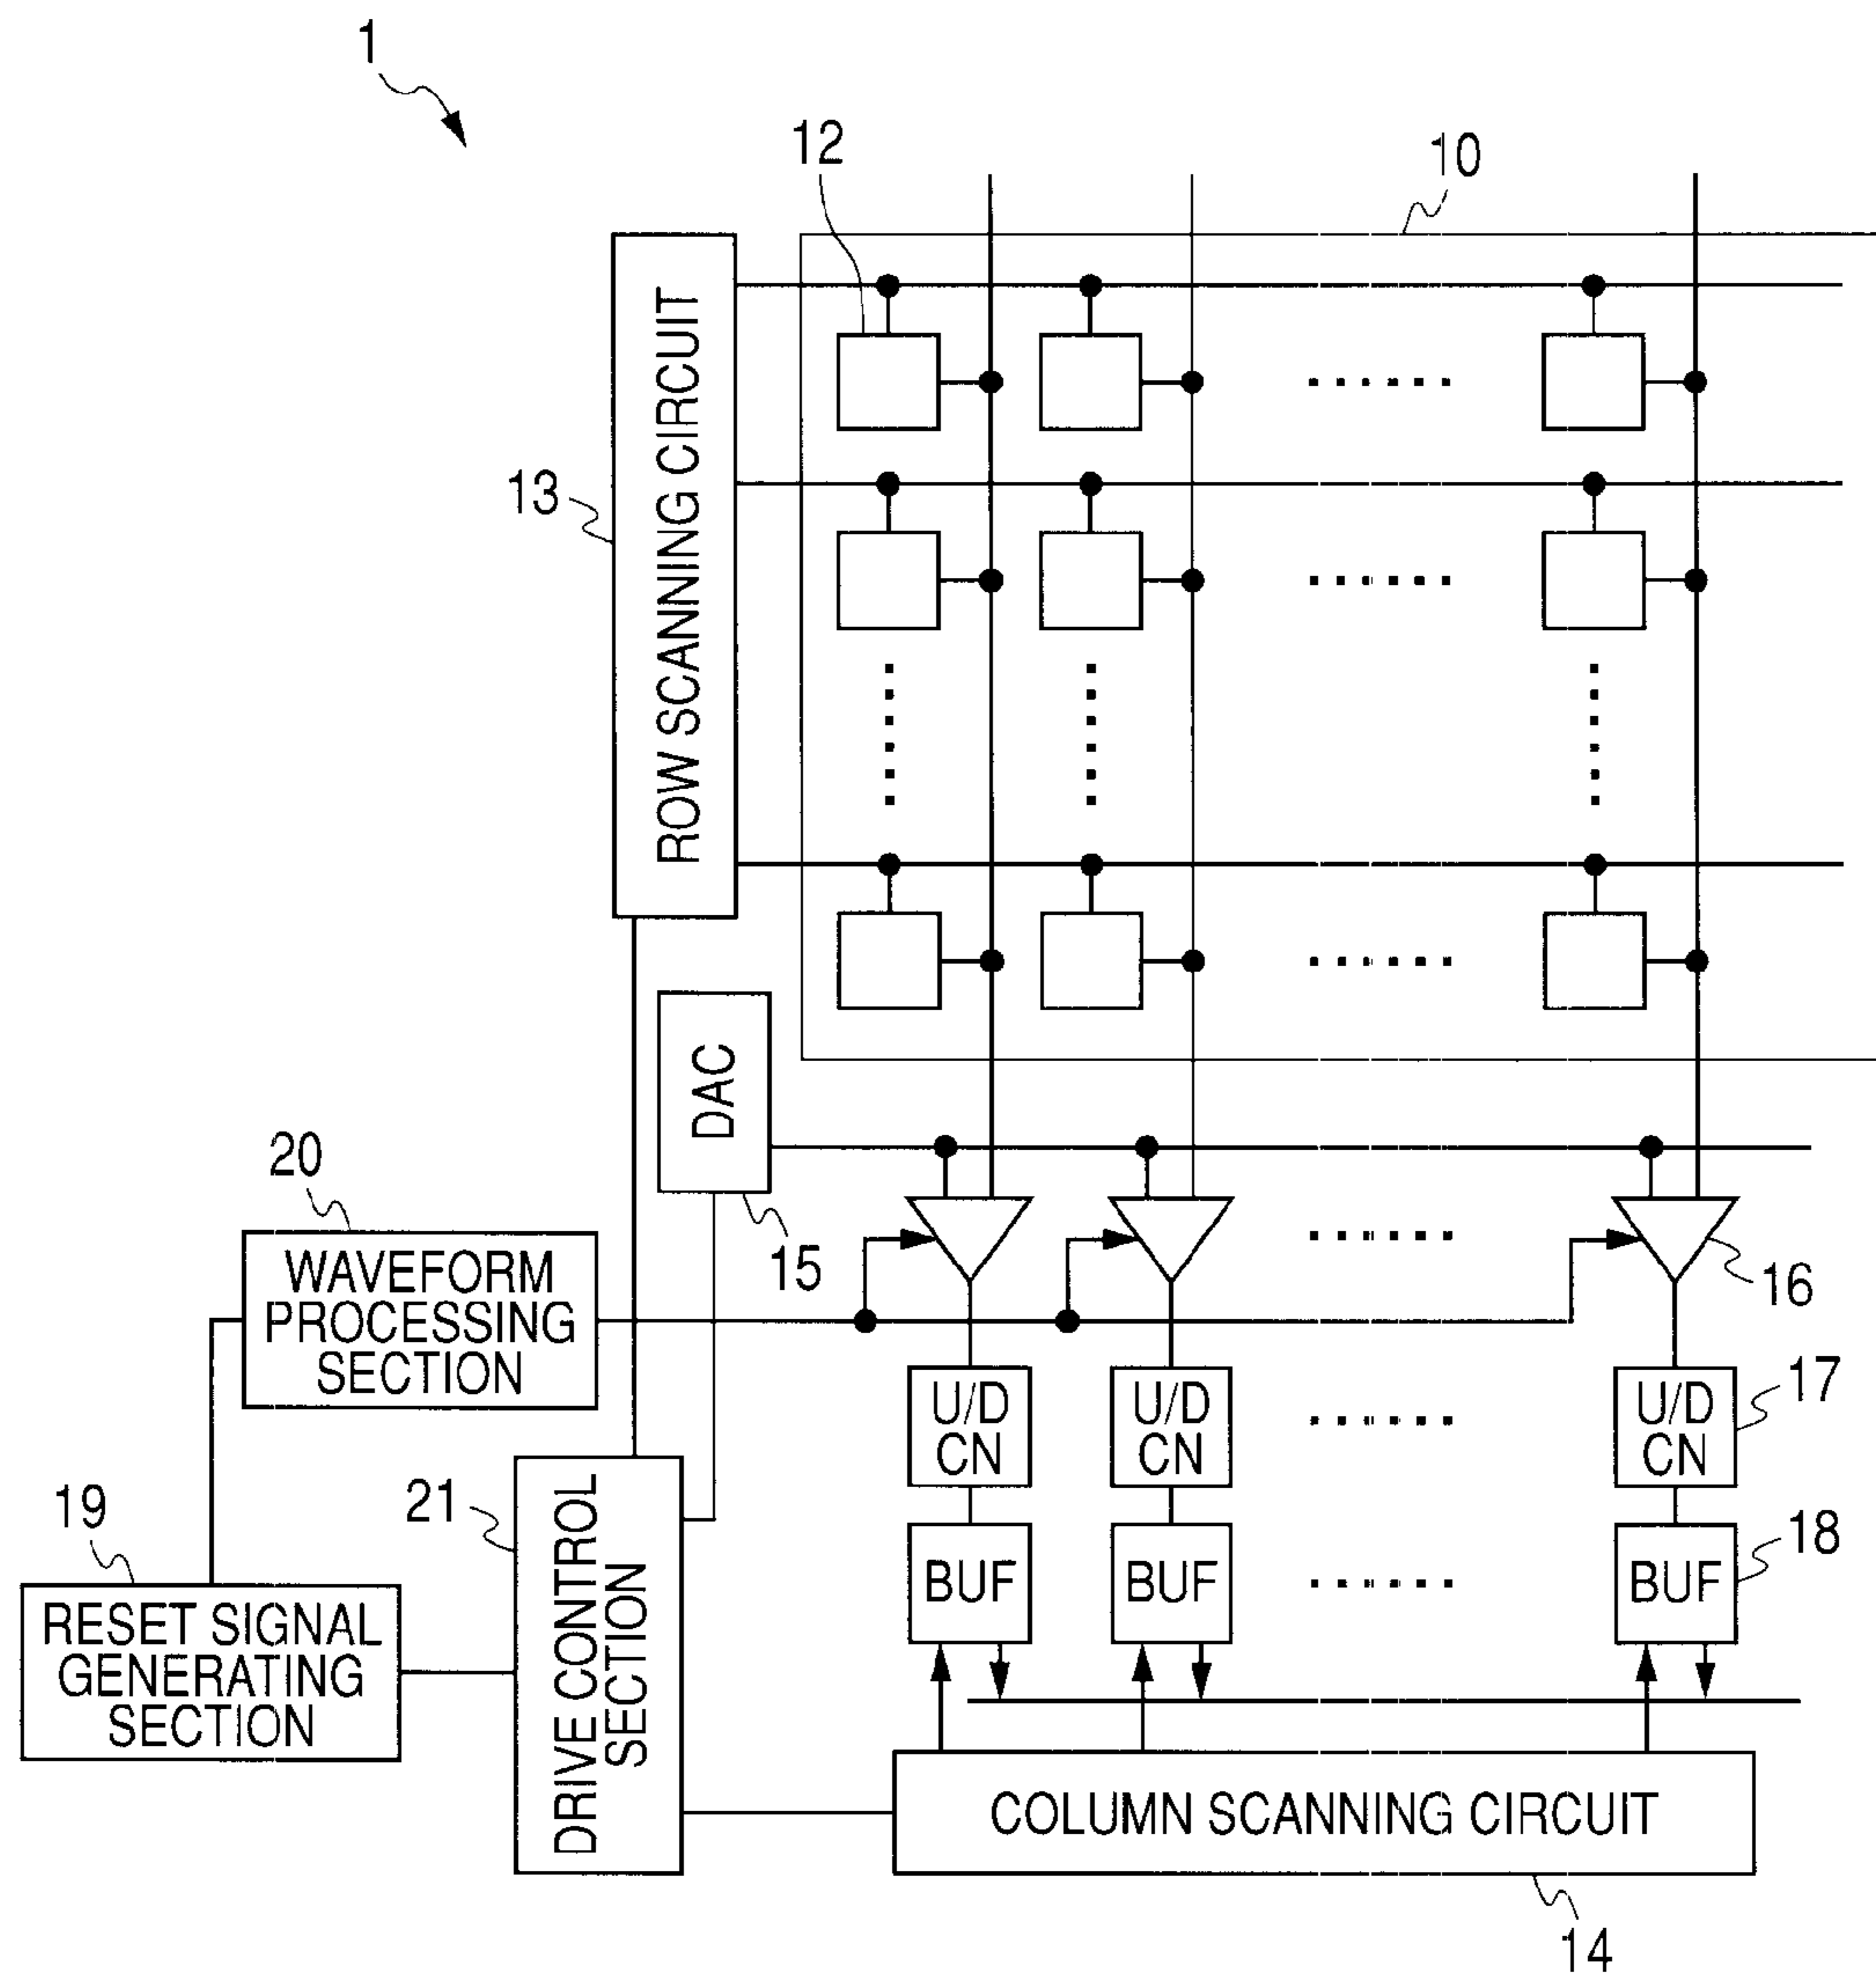 1
12
10
13
ROW SCANNING CIRCUIT
DAC
15
20
WAVEFORM
PROCESSING
SECTION
16
U/D
CN
U/D
CN
U/D
CN
17
19
21
RESET SIGNAL
GENERATING
SECTION
DRIVE CONTROL
SECTION
BUF
BUF
BUF
18
COLUMN SCANNING CIRCUIT
14